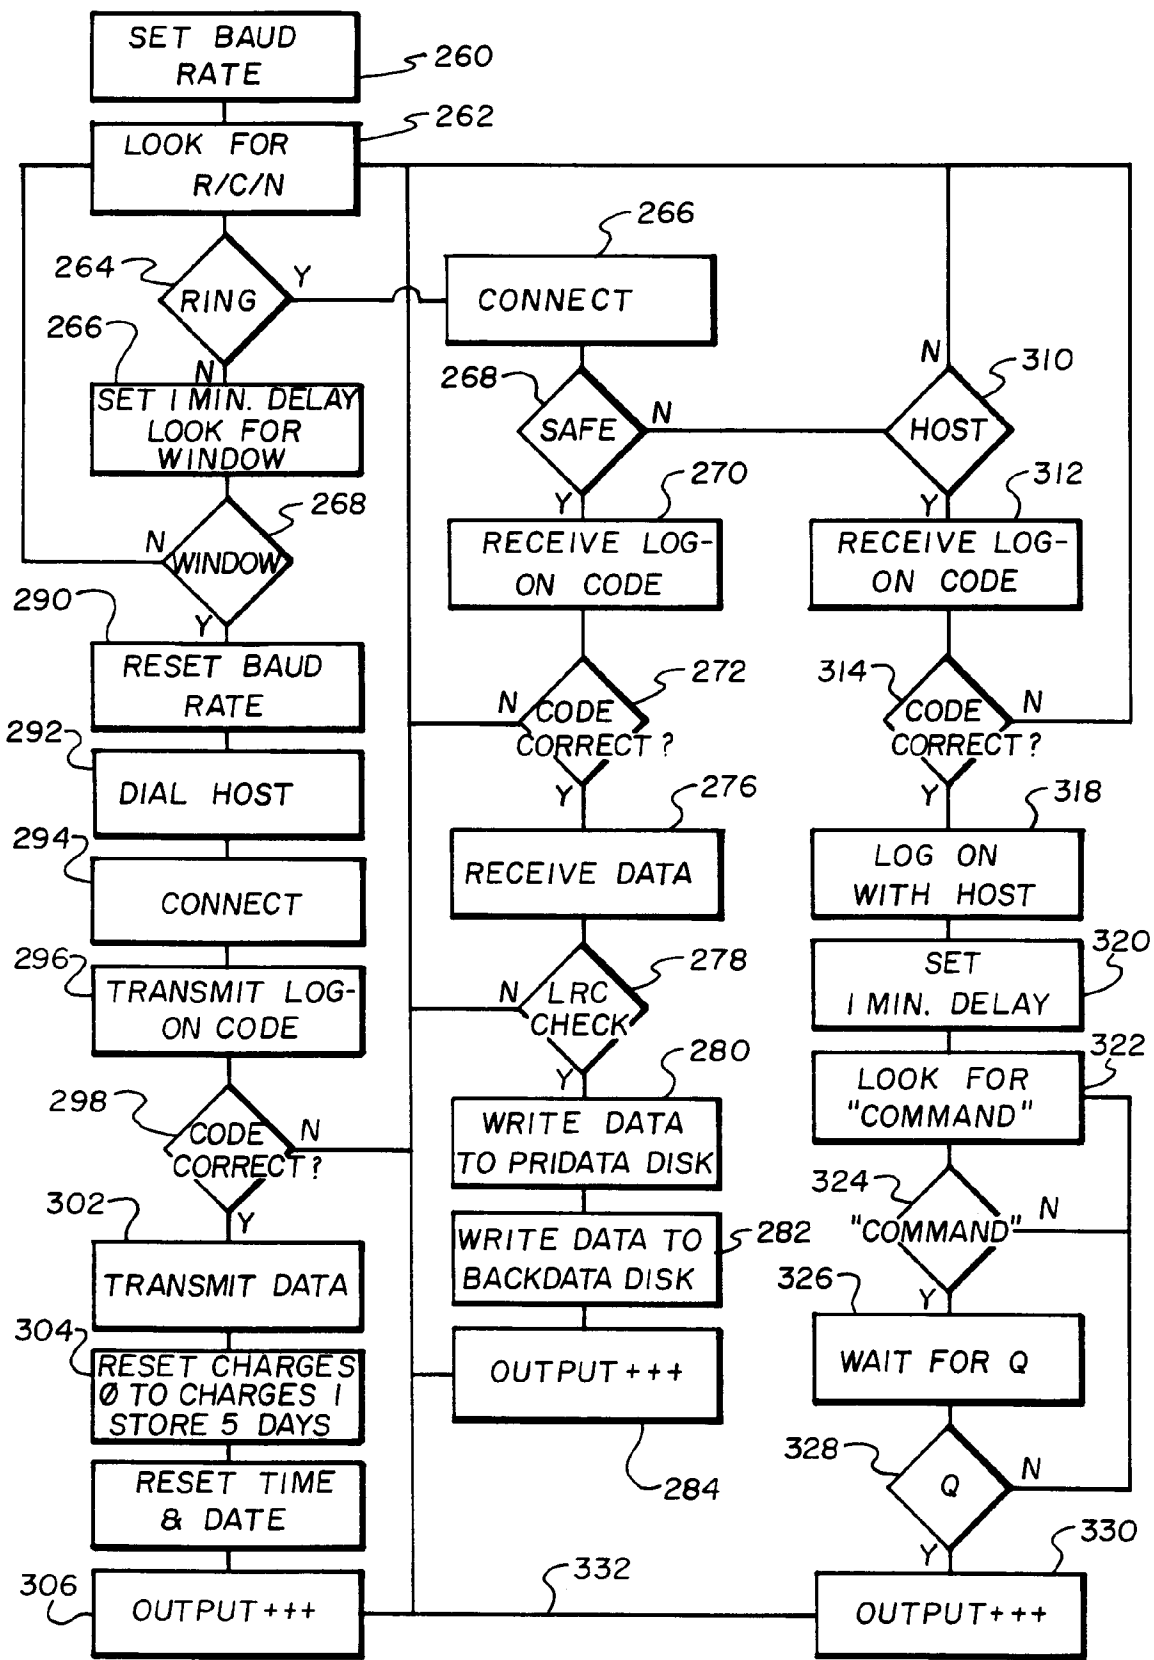 SET BAUD
RATE
260
LOOK FOR
R/C/N
262
264
RING
Y
N
266
SET 1 MIN. DELAY
LOOK FOR
WINDOW
268
N
WINDOW
Y
290
RESET BAUD
RATE
292
DIAL HOST
294
CONNECT
296
TRANSMIT LOG-
ON CODE
298
CODE
CORRECT?
N
Y
302
TRANSMIT DATA
304
RESET CHARGES
Ø TO CHARGES 1
STORE 5 DAYS
RESET TIME
& DATE
306
OUTPUT+++
266
CONNECT
268
SAFE
N
Y
270
RECEIVE LOG-
ON CODE
272
N
CODE
CORRECT?
Y
276
RECEIVE DATA
278
N
LRC
CHECK
Y
280
WRITE DATA
TO PRIDATA DISK
282
WRITE DATA TO
BACKDATA DISK
OUTPUT+++
284
332
N
310
HOST
Y
312
RECEIVE LOG-
ON CODE
314
CODE
CORRECT?
N
Y
318
LOG ON
WITH HOST
320
SET
1 MIN. DELAY
322
LOOK FOR
"COMMAND"
324
"COMMAND"
N
Y
326
WAIT FOR Q
328
Q
N
Y
330
OUTPUT+++